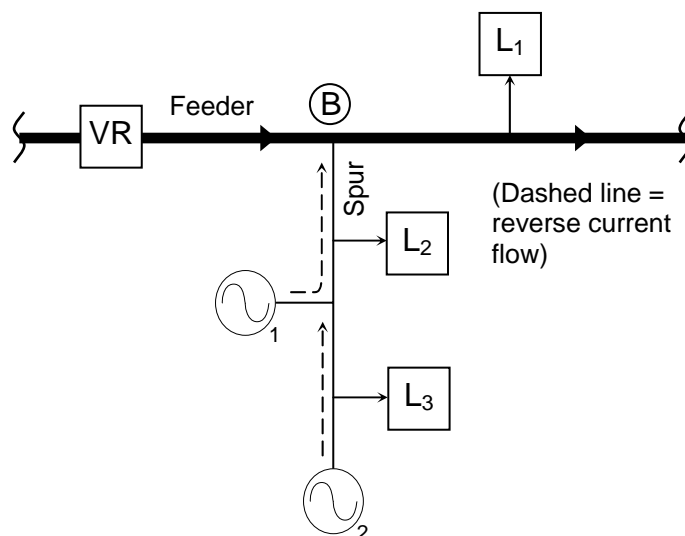 L1
Feeder
B
VR
Spur
(Dashed line =
reverse current
flow)
L2
1
L3
2